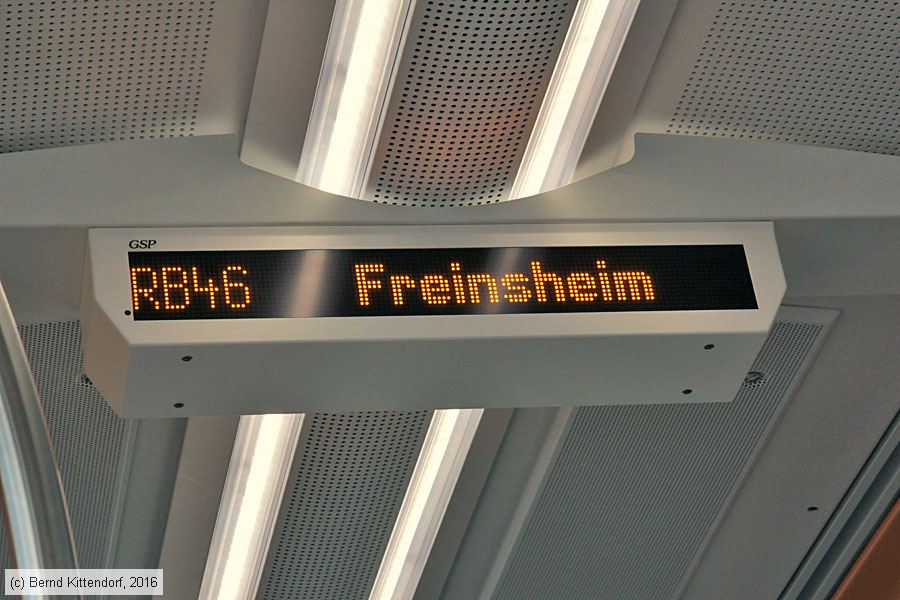 GSP
RB46 Freinsheim
(c) Bernd Kittendorf, 2016